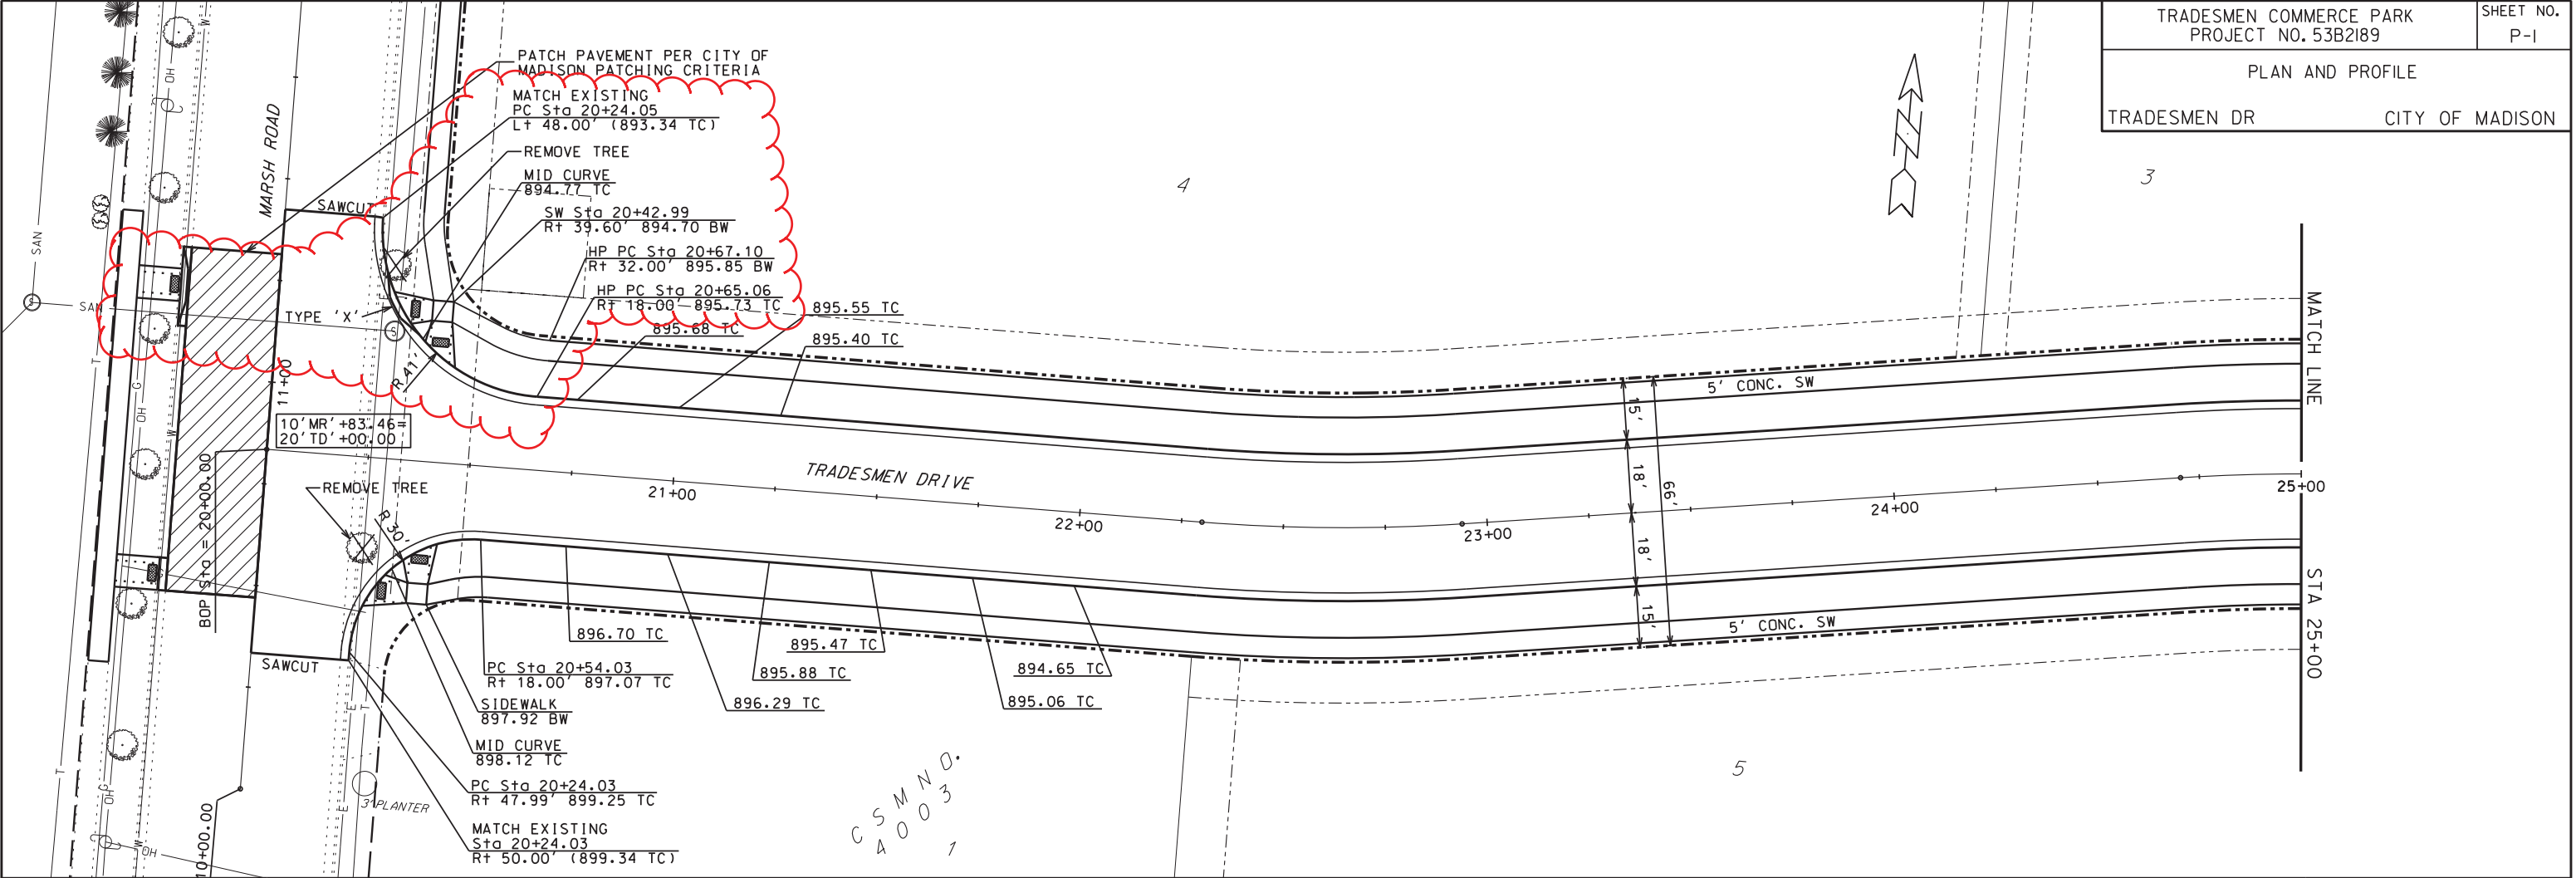 TRADESMEN COMMERCE PARK
PROJECT NO. 53B2189
SHEET NO.
P-1
PLAN AND PROFILE
TRADESMEN DR
CITY OF MADISON
PATCH PAVEMENT PER CITY OF
MADISON PATCHING CRITERIA
MATCH EXISTING
PC Sta 20+24.05
Lt 48.00' (893.34 TC)
REMOVE TREE
MID CURVE
894.77 TC
SW Sta 20+42.99
Rt 39.60' 894.70 BW
HP PC Sta 20+67.10
Rt 32.00' 895.85 BW
HP PC Sta 20+65.06
Rt 18.00' 895.73 TC
895.68 TC
895.55 TC
895.40 TC
MARSH ROAD
SAWCUT
TYPE 'X'
R 41'
SAN
SAN
S
S
OH
W
T
G
OH
W
11+00
10'MR'+83.46=
20'TD'+00.00
BOP Sta = 20+00.00
REMOVE TREE
R 30'
SAWCUT
TRADESMEN DRIVE
21+00
22+00
23+00
24+00
25+00
4
3
5
5' CONC. SW
15'
18'
66'
18'
15'
5' CONC. SW
MATCH LINE
STA 25+00
896.70 TC
PC Sta 20+54.03
Rt 18.00' 897.07 TC
895.47 TC
895.88 TC
896.29 TC
894.65 TC
895.06 TC
SIDEWALK
897.92 BW
MID CURVE
898.12 TC
PC Sta 20+24.03
Rt 47.99' 899.25 TC
MATCH EXISTING
Sta 20+24.03
Rt 50.00' (899.34 TC)
3'PLANTER
E
T
E
T
G
OH
W
OH
10+00.00
CSM NO.
4003
1